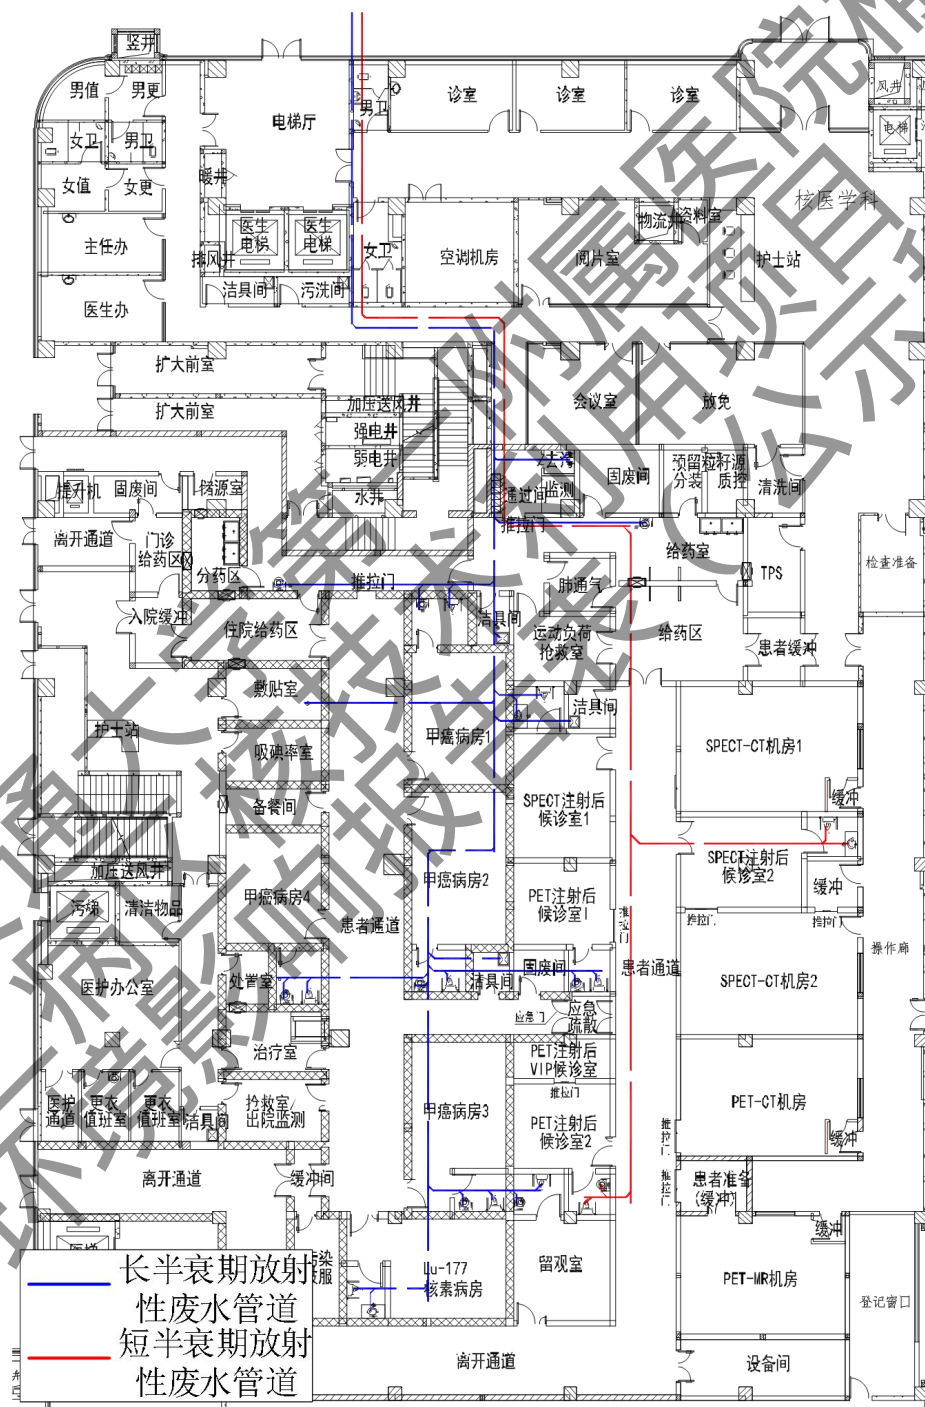 竖井
男值
男更
电梯厅
男卫
诊室
诊室
诊室
风井
电梯
女卫
男卫
女值
女更
暖井
核医学科
主任办
医生
电梯
医生
电梯
排风井
女卫
空调机房
阅片室
物流井
资料室
护士站
洁具间
污洗间
医生办
扩大前室
扩大前室
加压送风井
强电井
弱电井
水井
会议室
放免
提升机
固废间
储源室
去污
监测
通过间
推拉门
固废间
预留粒籽源
分装
质控
清洗间
离开通道
门诊
给药区
分药区
推拉门
给药室
TPS
检查准备
肺通气
入院缓冲
住院给药区
洁具间
运动负荷
抢救室
给药区
患者缓冲
敷贴室
洁具间
护士站
吸碘率室
甲癌病房1
SPECT-CT机房1
缓冲
备餐间
SPECT注射后
候诊室1
SPECT注射后
候诊室2
加压送风井
缓冲
污梯
清洁物品
甲癌病房4
甲癌病房2
PET注射后
候诊室1
推拉门
推拉门
推拉门
患者通道
操作廊
医护办公室
处置室
洁具间
固废间
患者通道
SPECT-CT机房2
应急门
应急
疏散
治疗室
PET注射后
VIP候诊室
推拉门
医护
通道
更衣
值班室
更衣
值班室
洁具间
抢救室/
出院监测
甲癌病房3
PET注射后
候诊室2
推拉门
PET-CT机房
缓冲
离开通道
缓冲间
推拉门
患者准备
(缓冲)
缓冲
Lu-177
核素病房
留观室
PET-MR机房
登记窗口
离开通道
设备间
长半衰期放射
性废水管道
短半衰期放射
性废水管道